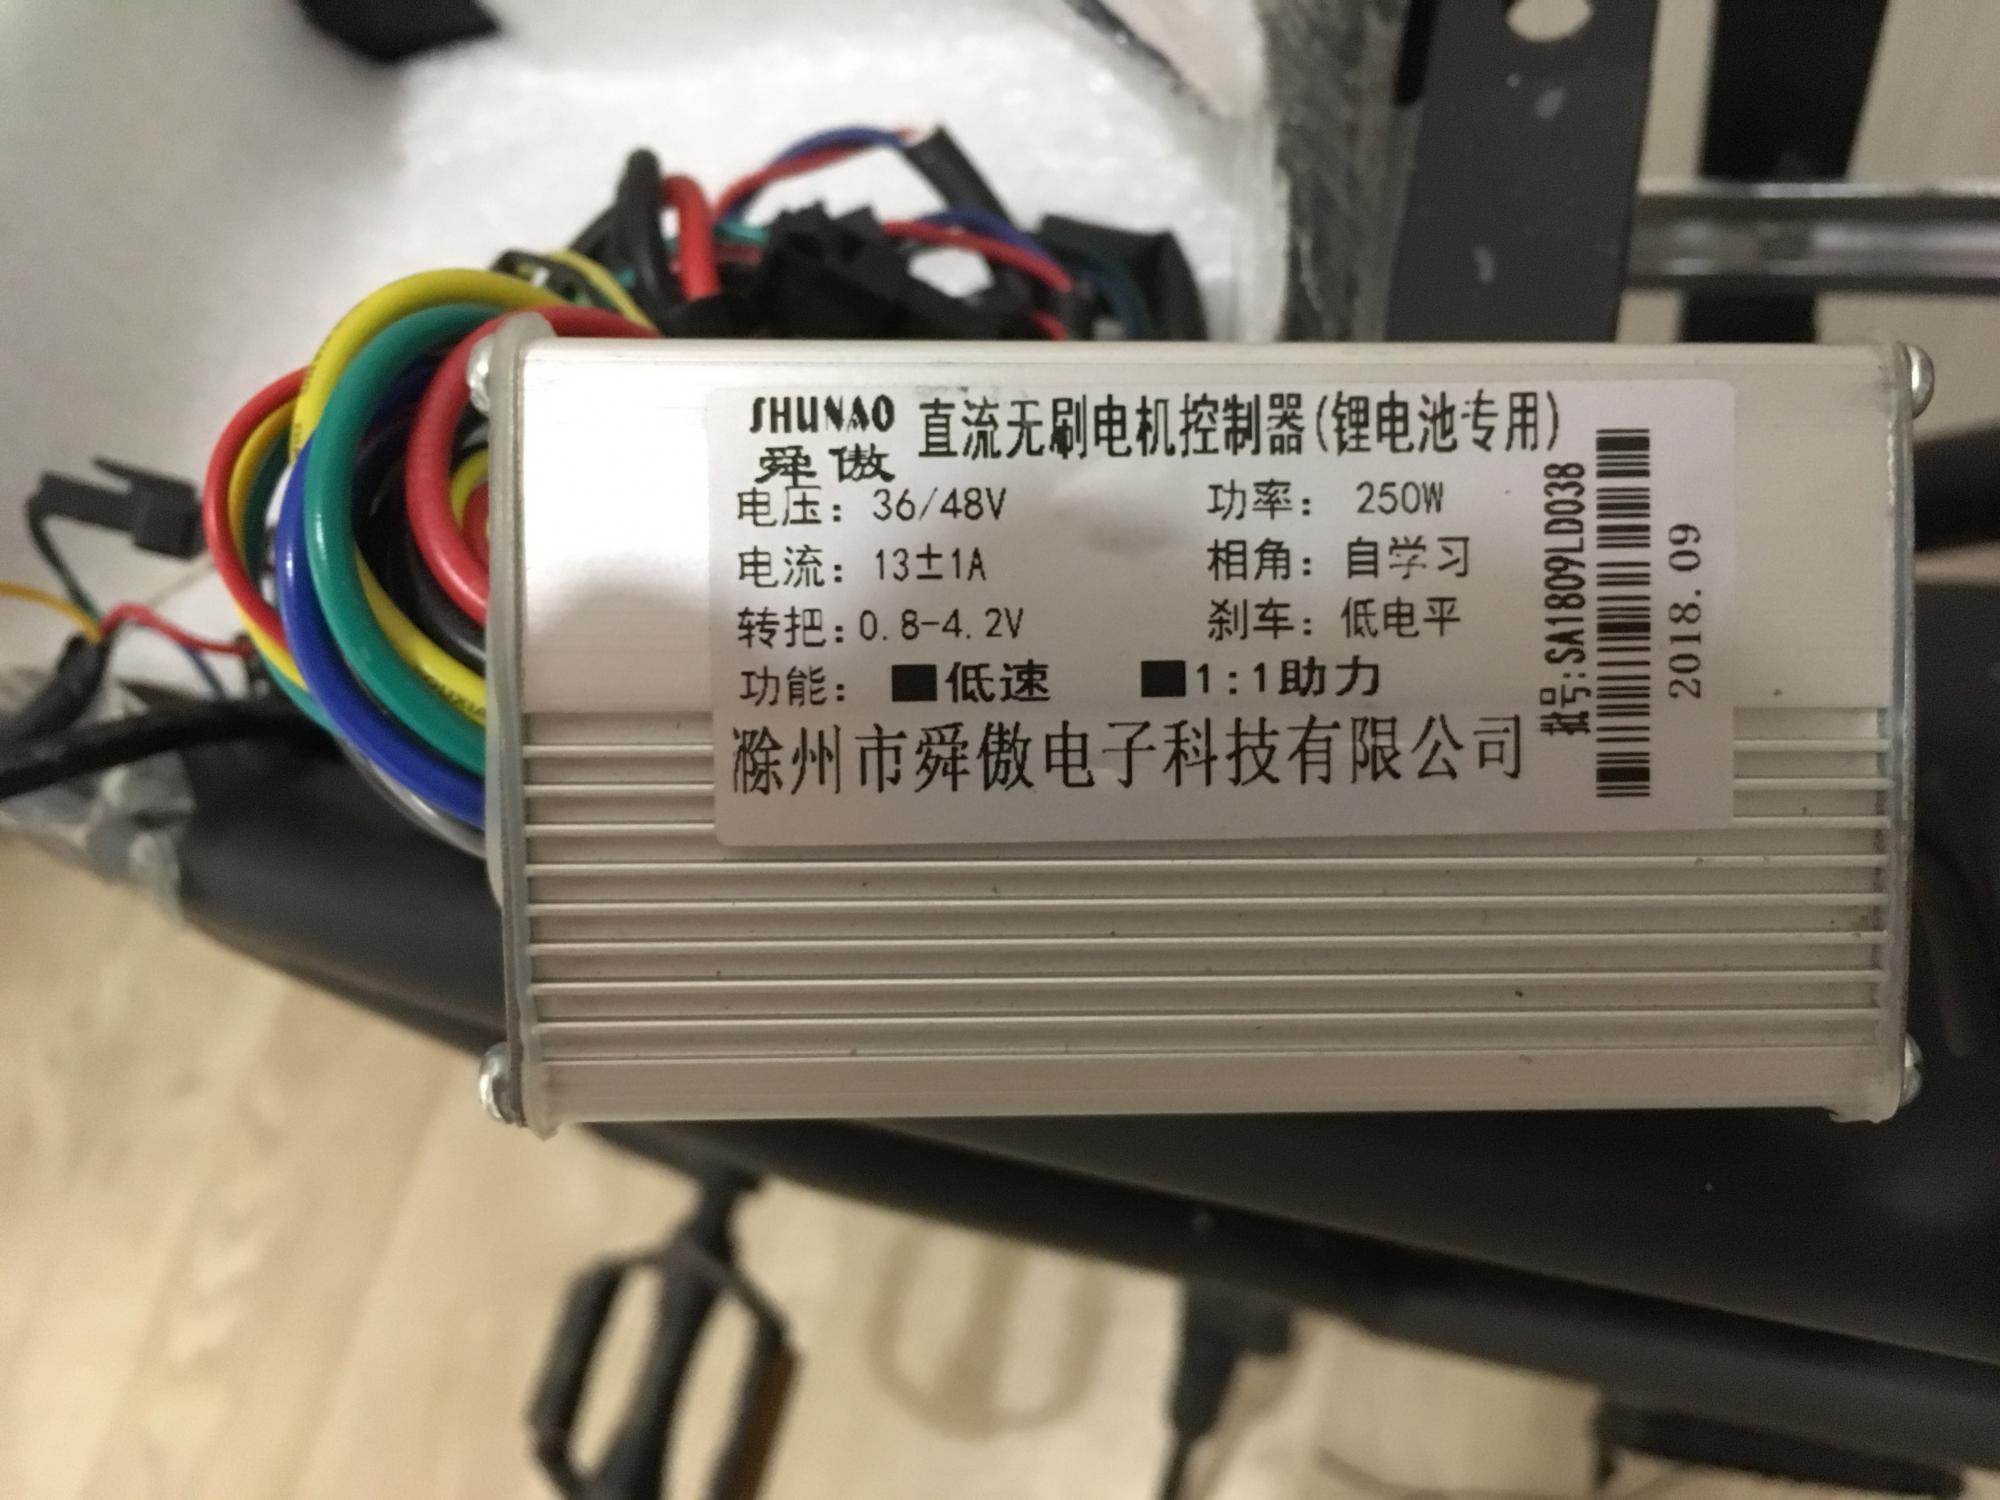 SHUNAO
舜傲
直流无刷电机控制器(锂电池专用)
电压: 36/48V
功率: 250W
电流: 13±1A
相角: 自学习
转把: 0.8-4.2V
刹车: 低电平
功能: ■低速 ■1:1助力
滁州市舜傲电子科技有限公司
批号:SA1809LD038
2018.09